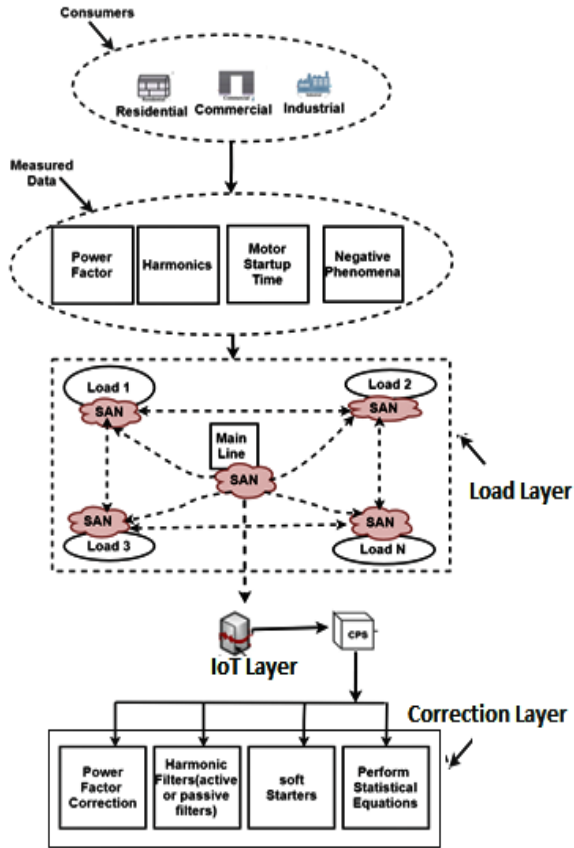 Consumers
Residential
Commercial
Industrial
Measured
Data
Power
Factor
Harmonics
Motor
Startup
Time
Negative
Phenomena
Load 1
SAN
Load 2
SAN
Main
Line
SAN
SAN
Load 3
SAN
Load N
Load Layer
CPS
IoT Layer
Correction Layer
Power
Factor
Correction
Harmonic
Filters(active
or passive
filters)
soft
Starters
Perform
Statistical
Equations